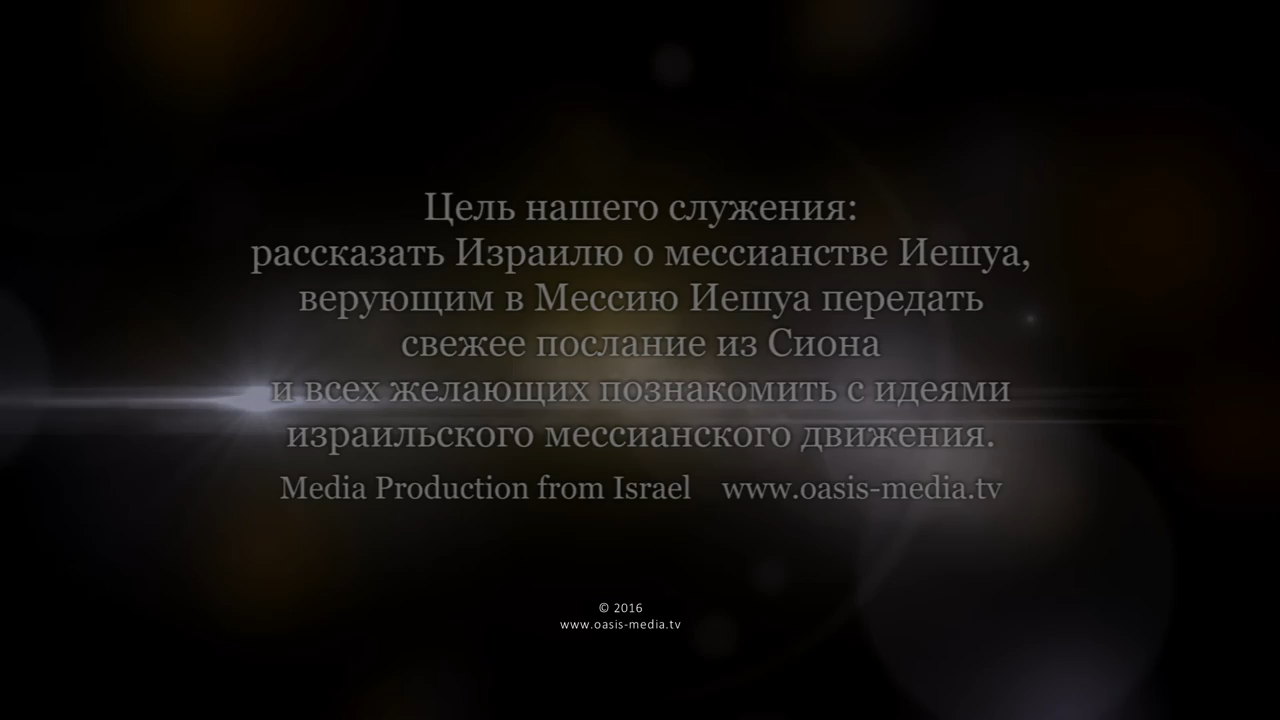 Цель нашего служения:
рассказать Израилю о мессианстве Иешуа,
верующим в Мессию Иешуа передать
свежее послание из Сиона
и всех желающих познакомить с идеями
израильского мессианского движения.
Media Production from Israel www.oasis-media.tv
© 2016
www.oasis-media.tv